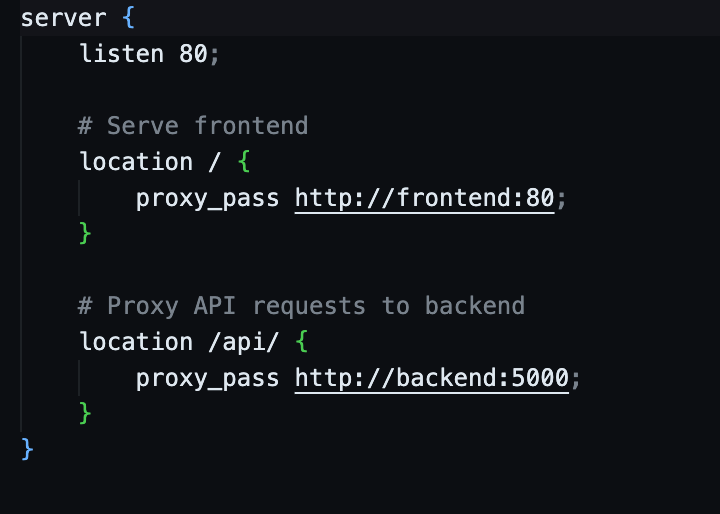 server {
    listen 80;

    # Serve frontend
    location / {
        proxy_pass http://frontend:80;
    }

    # Proxy API requests to backend
    location /api/ {
        proxy_pass http://backend:5000;
    }
}